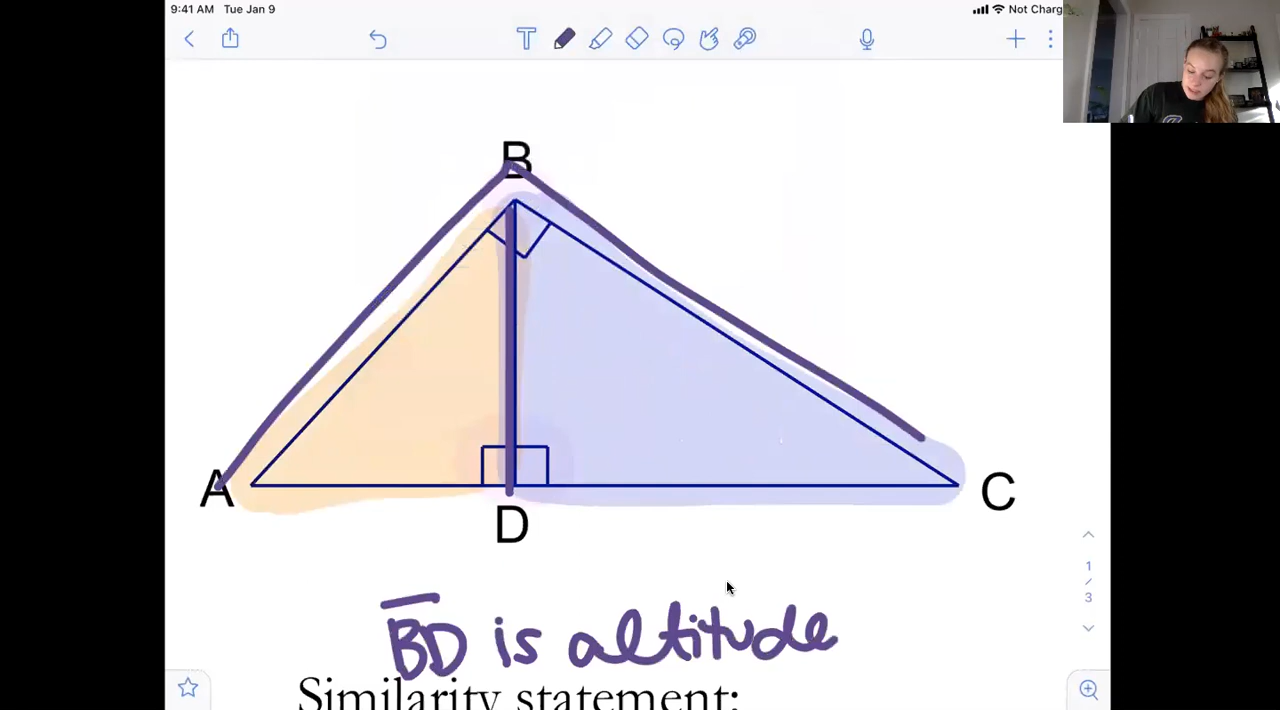 9:41 AM Tue Jan 9
Not Charg
T
B
A
C
D
1
/
3
BD is altitude
Similarity statement: